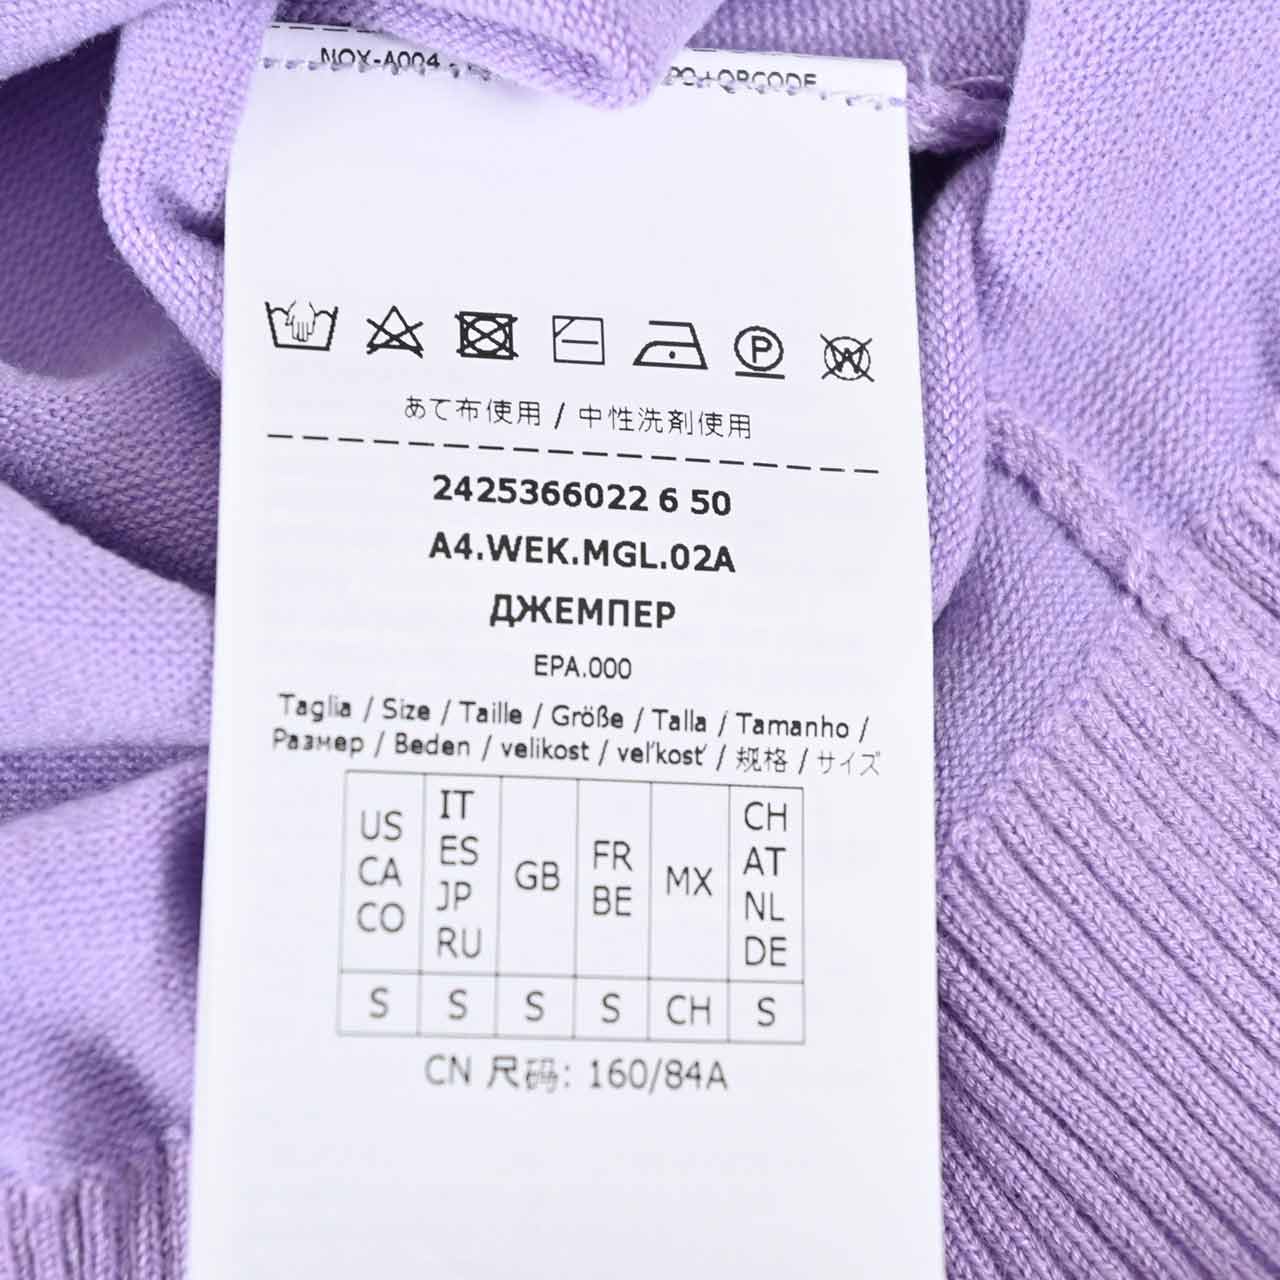 NOX-A004 -
PO+QRCODE
P
W
あて布使用 / 中性洗剤使用
2425366022 6 50
A4.WEK.MGL.02A
ДЖЕМПЕР
EPA.000
Taglia / Size / Taille / Größe / Talla / Tamanho /
Размер / Beden / velikost / veľkosť / 规格 / サイズ
US CA CO
IT ES JP RU
GB
FR BE
MX
CH AT NL DE
S S S S CH S
CN 尺码: 160/84A